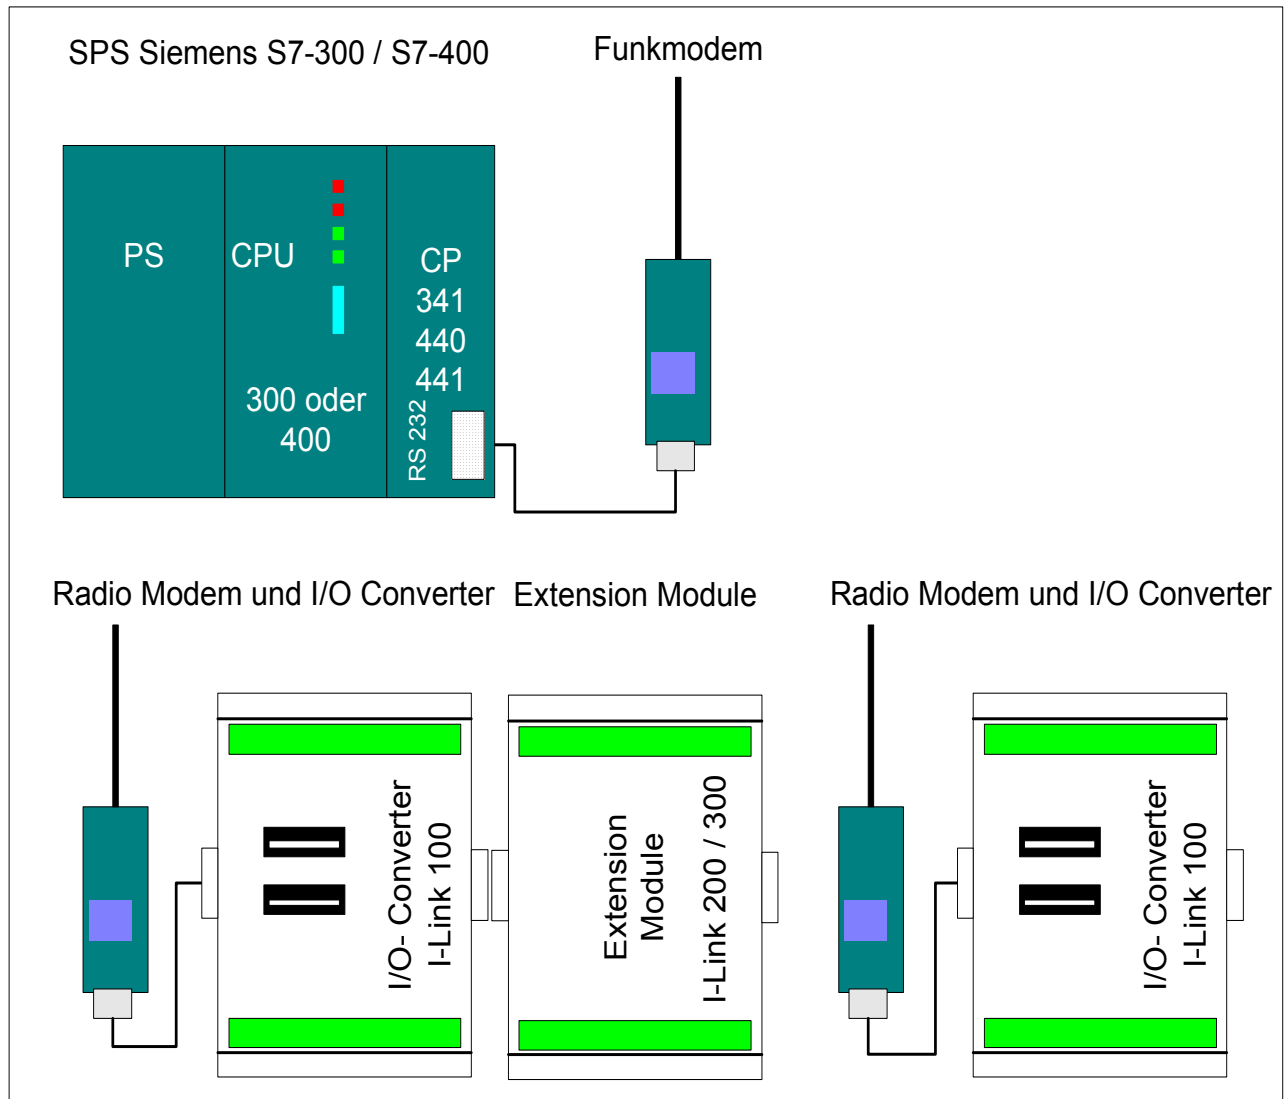 SPS Siemens S7-300 / S7-400
Funkmodem
PS
CPU
300 oder
400
CP
341
440
441
RS 232
Radio Modem und I/O Converter
Extension Module
Radio Modem und I/O Converter
I/O- Converter
I-Link 100
Extension
Module
I-Link 200 / 300
I/O- Converter
I-Link 100